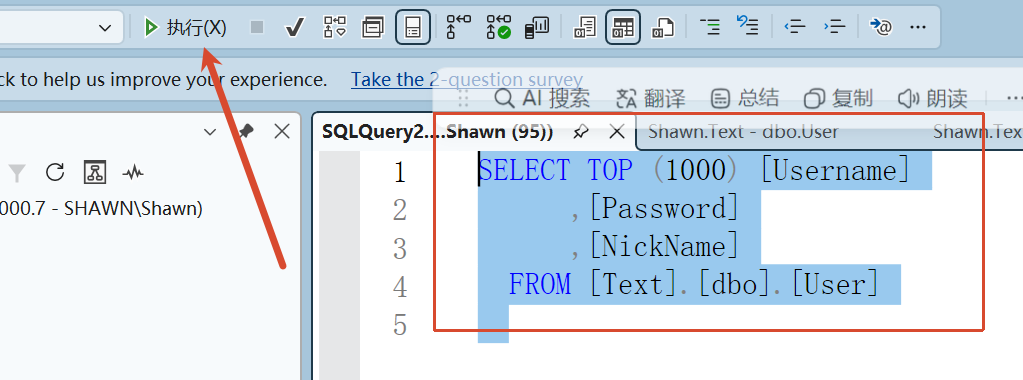 执行(X)
ck to help us improve your experience. Take the 2-question survey
AI 搜索 翻译 总结 复制 朗读
SQLQuery2....Shawn (95)) Shawn.Text - dbo.User Shawn.Tex
000.7 - SHAWN\Shawn)
1 SELECT TOP (1000) [Username]
2 ,[Password]
3 ,[NickName]
4 FROM [Text].[dbo].[User]
5